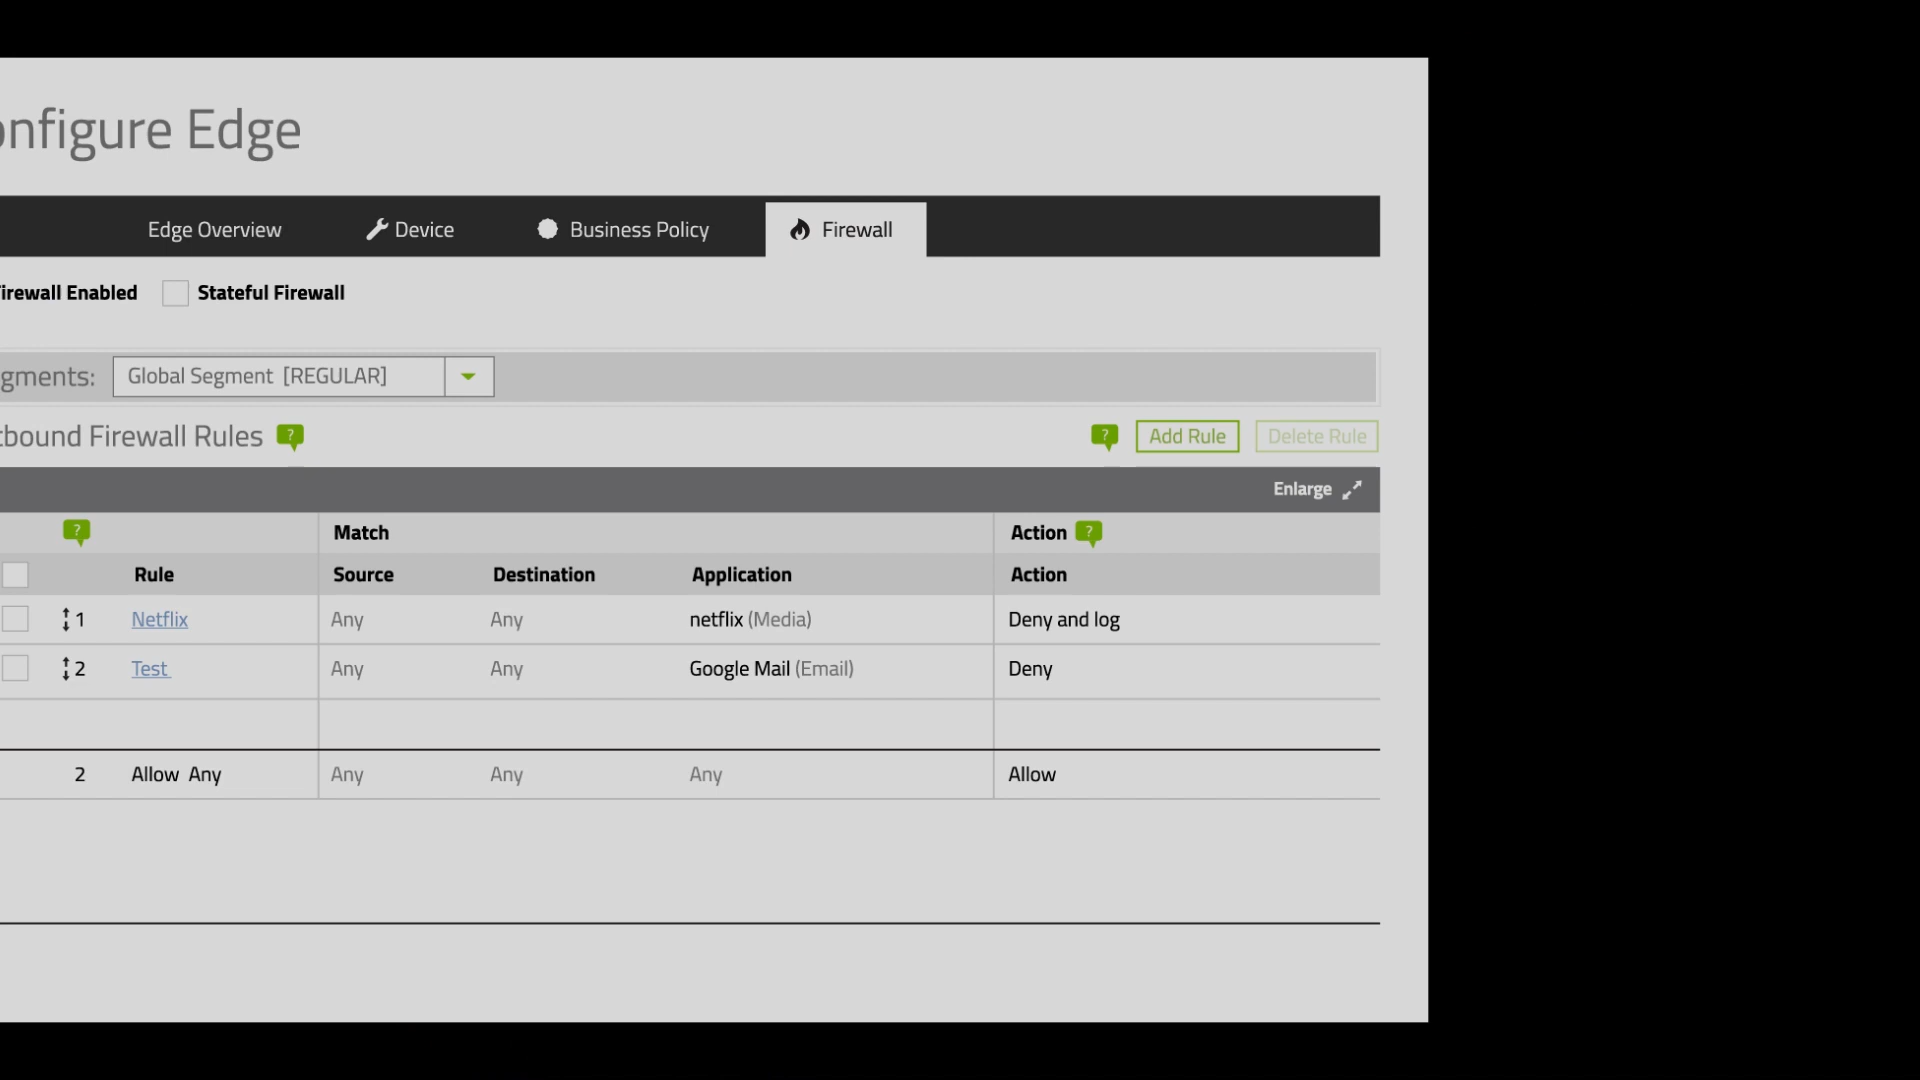 onfigure Edge
Edge Overview Device Business Policy Firewall
irewall Enabled Stateful Firewall
gments: Global Segment [REGULAR]
tbound Firewall Rules ? ? Add Rule Delete Rule
Enlarge
? Match Action ?
Rule Source Destination Application Action
1 Netflix Any Any netflix (Media) Deny and log
2 Test Any Any Google Mail (Email) Deny
2 Allow Any Any Any Any Allow